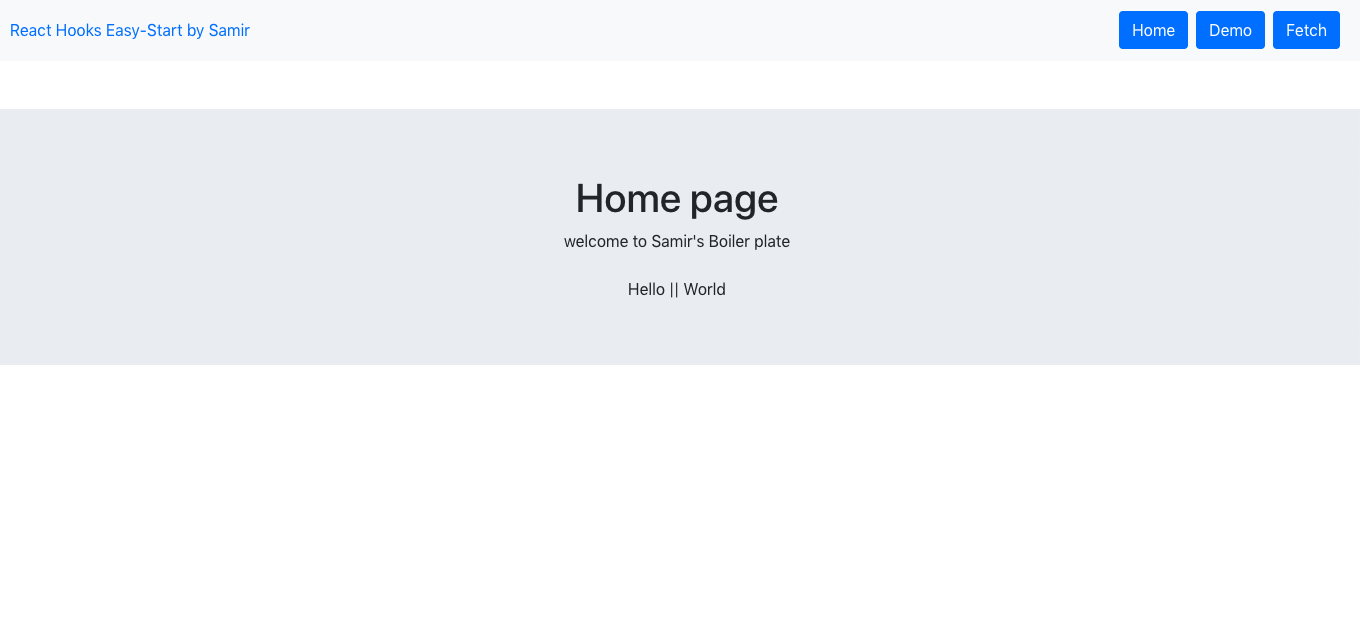 React Hooks Easy-Start by Samir
Home
Demo
Fetch
Home page
welcome to Samir's Boiler plate
Hello || World